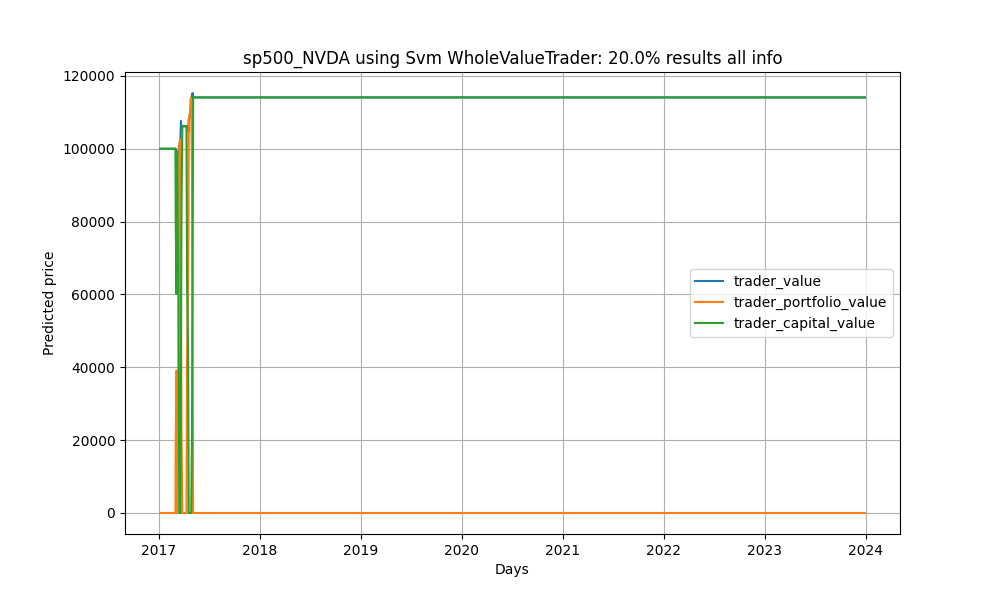 sp500_NVDA using Svm WholeValueTrader: 20.0% results all info
120000
100000
80000
60000
40000
20000
0
Predicted price
trader_value
trader_portfolio_value
trader_capital_value
2017 2018 2019 2020 2021 2022 2023 2024
Days